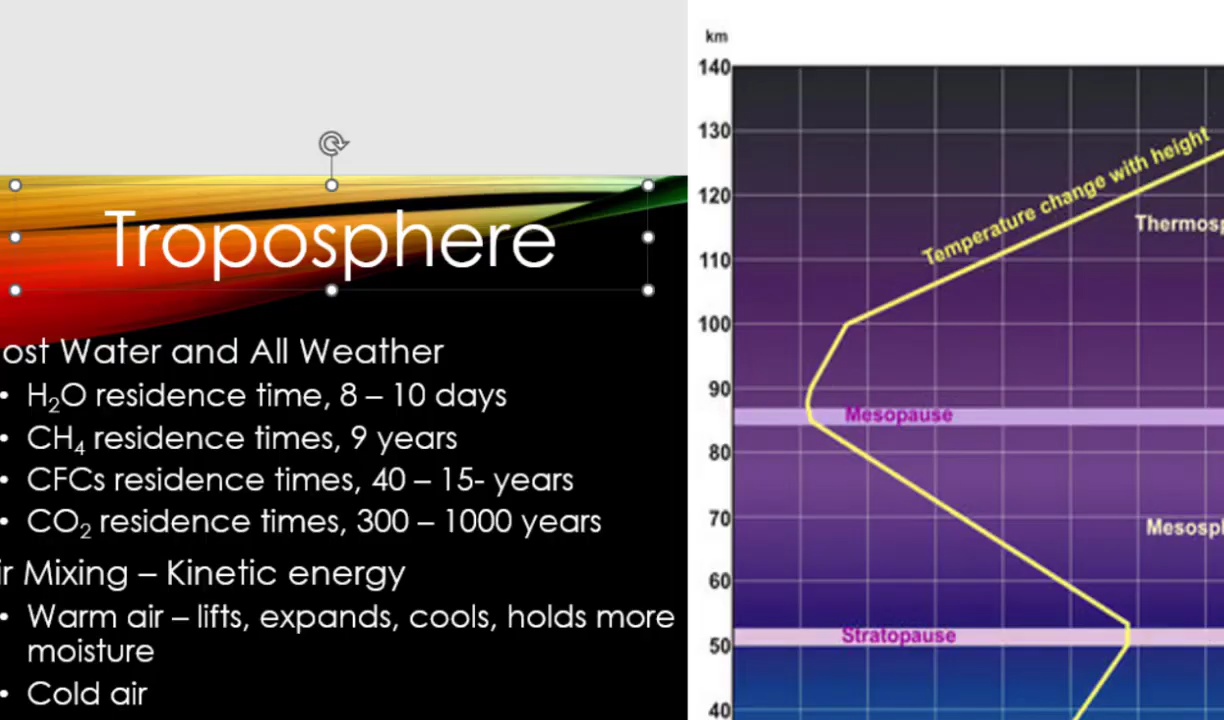 Troposphere
ost Water and All Weather
• H₂O residence time, 8 – 10 days
• CH₄ residence times, 9 years
• CFCs residence times, 40 – 15- years
• CO₂ residence times, 300 – 1000 years
ir Mixing – Kinetic energy
• Warm air – lifts, expands, cools, holds more
moisture
• Cold air
km
140
130
Temperature change with height
120
Thermosp
110
100
90
Mesopause
80
70
Mesosph
60
Stratopause
50
40